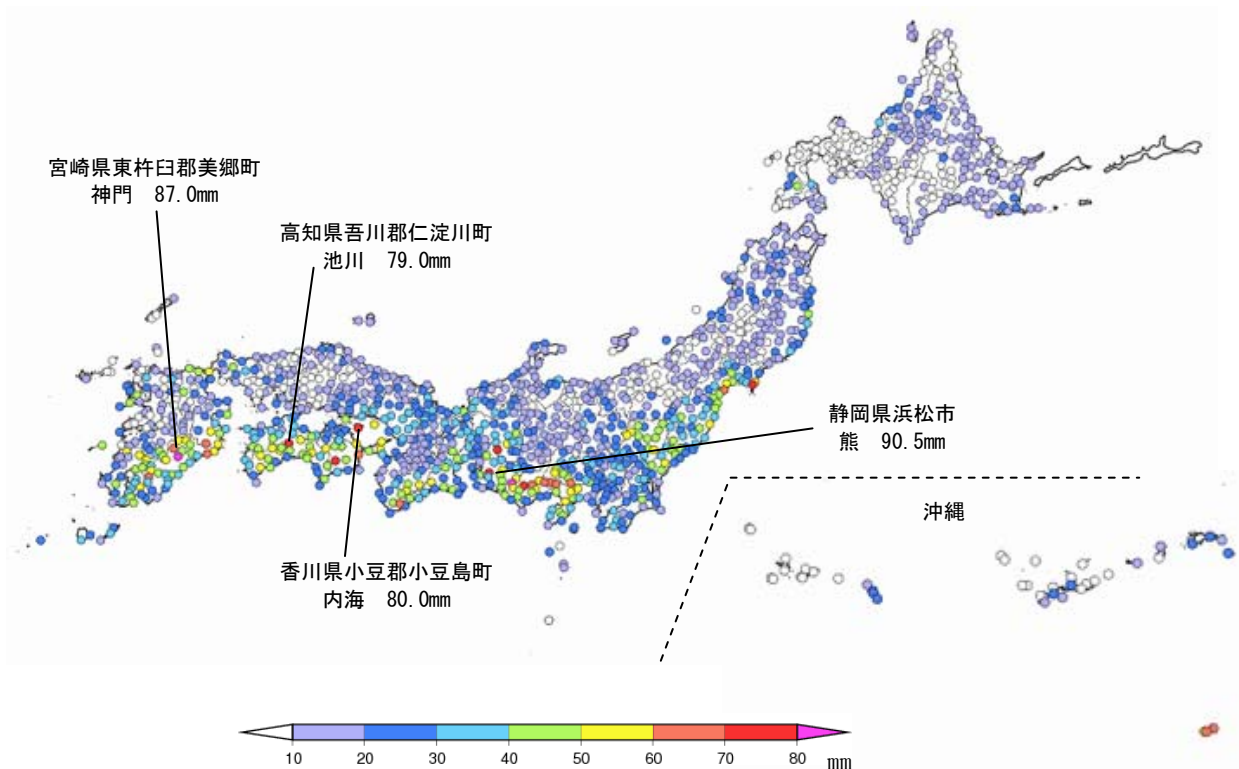 宮崎県東杵臼郡美郷町
神門 87.0mm
高知県吾川郡仁淀川町
池川 79.0mm
静岡県浜松市
熊 90.5mm
沖縄
香川県小豆郡小豆島町
内海 80.0mm
10 20 30 40 50 60 70 80 mm